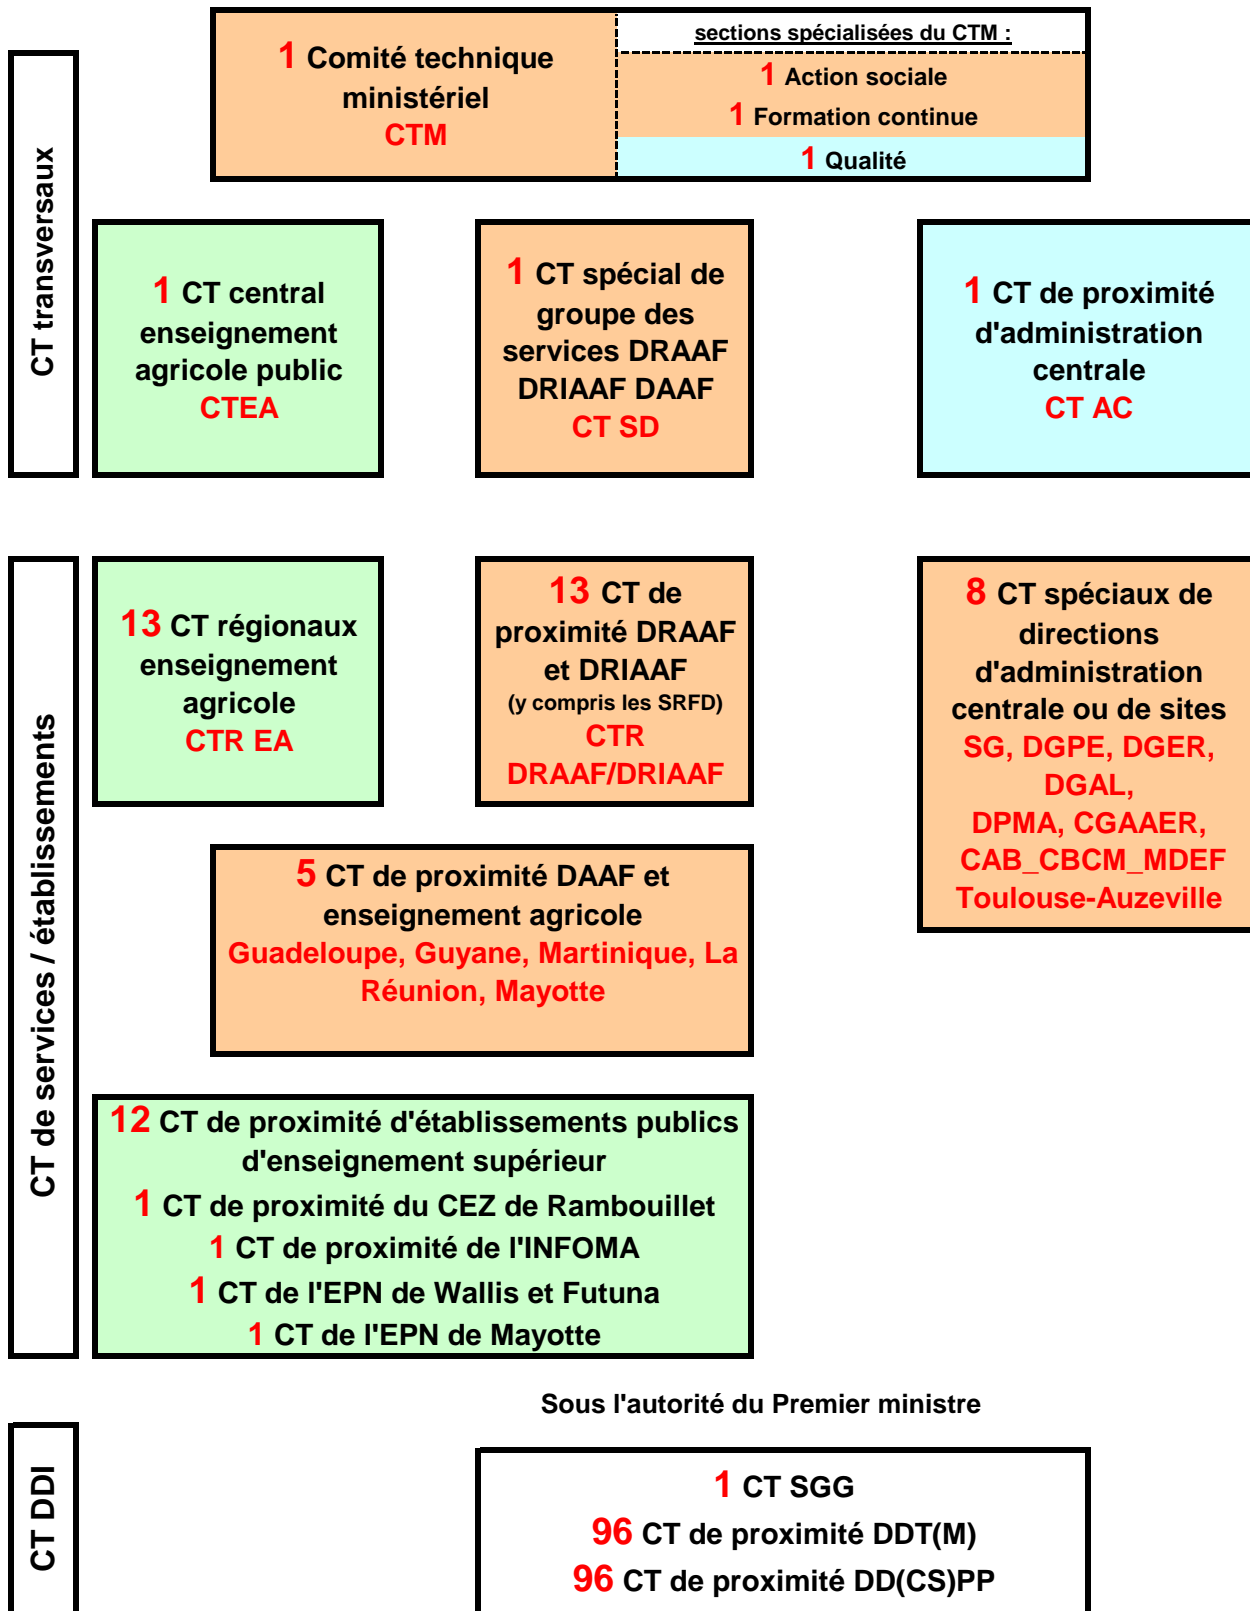 CT transversaux
1 Comité technique
ministériel
CTM
sections spécialisées du CTM :
1 Action sociale
1 Formation continue
1 Qualité
1 CT central
enseignement
agricole public
CTEA
1 CT spécial de
groupe des
services DRAAF
DRIAAF DAAF
CT SD
1 CT de proximité
d'administration
centrale
CT AC
CT de services / établissements
13 CT régionaux
enseignement
agricole
CTR EA
13 CT de
proximité DRAAF
et DRIAAF
(y compris les SRFD)
CTR
DRAAF/DRIAAF
8 CT spéciaux de
directions
d'administration
centrale ou de sites
SG, DGPE, DGER,
DGAL,
DPMA, CGAAER,
CAB_CBCM_MDEF
Toulouse-Auzeville
5 CT de proximité DAAF et
enseignement agricole
Guadeloupe, Guyane, Martinique, La
Réunion, Mayotte
12 CT de proximité d'établissements publics
d'enseignement supérieur
1 CT de proximité du CEZ de Rambouillet
1 CT de proximité de l'INFOMA
1 CT de l'EPN de Wallis et Futuna
1 CT de l'EPN de Mayotte
Sous l'autorité du Premier ministre
CT DDI
1 CT SGG
96 CT de proximité DDT(M)
96 CT de proximité DD(CS)PP